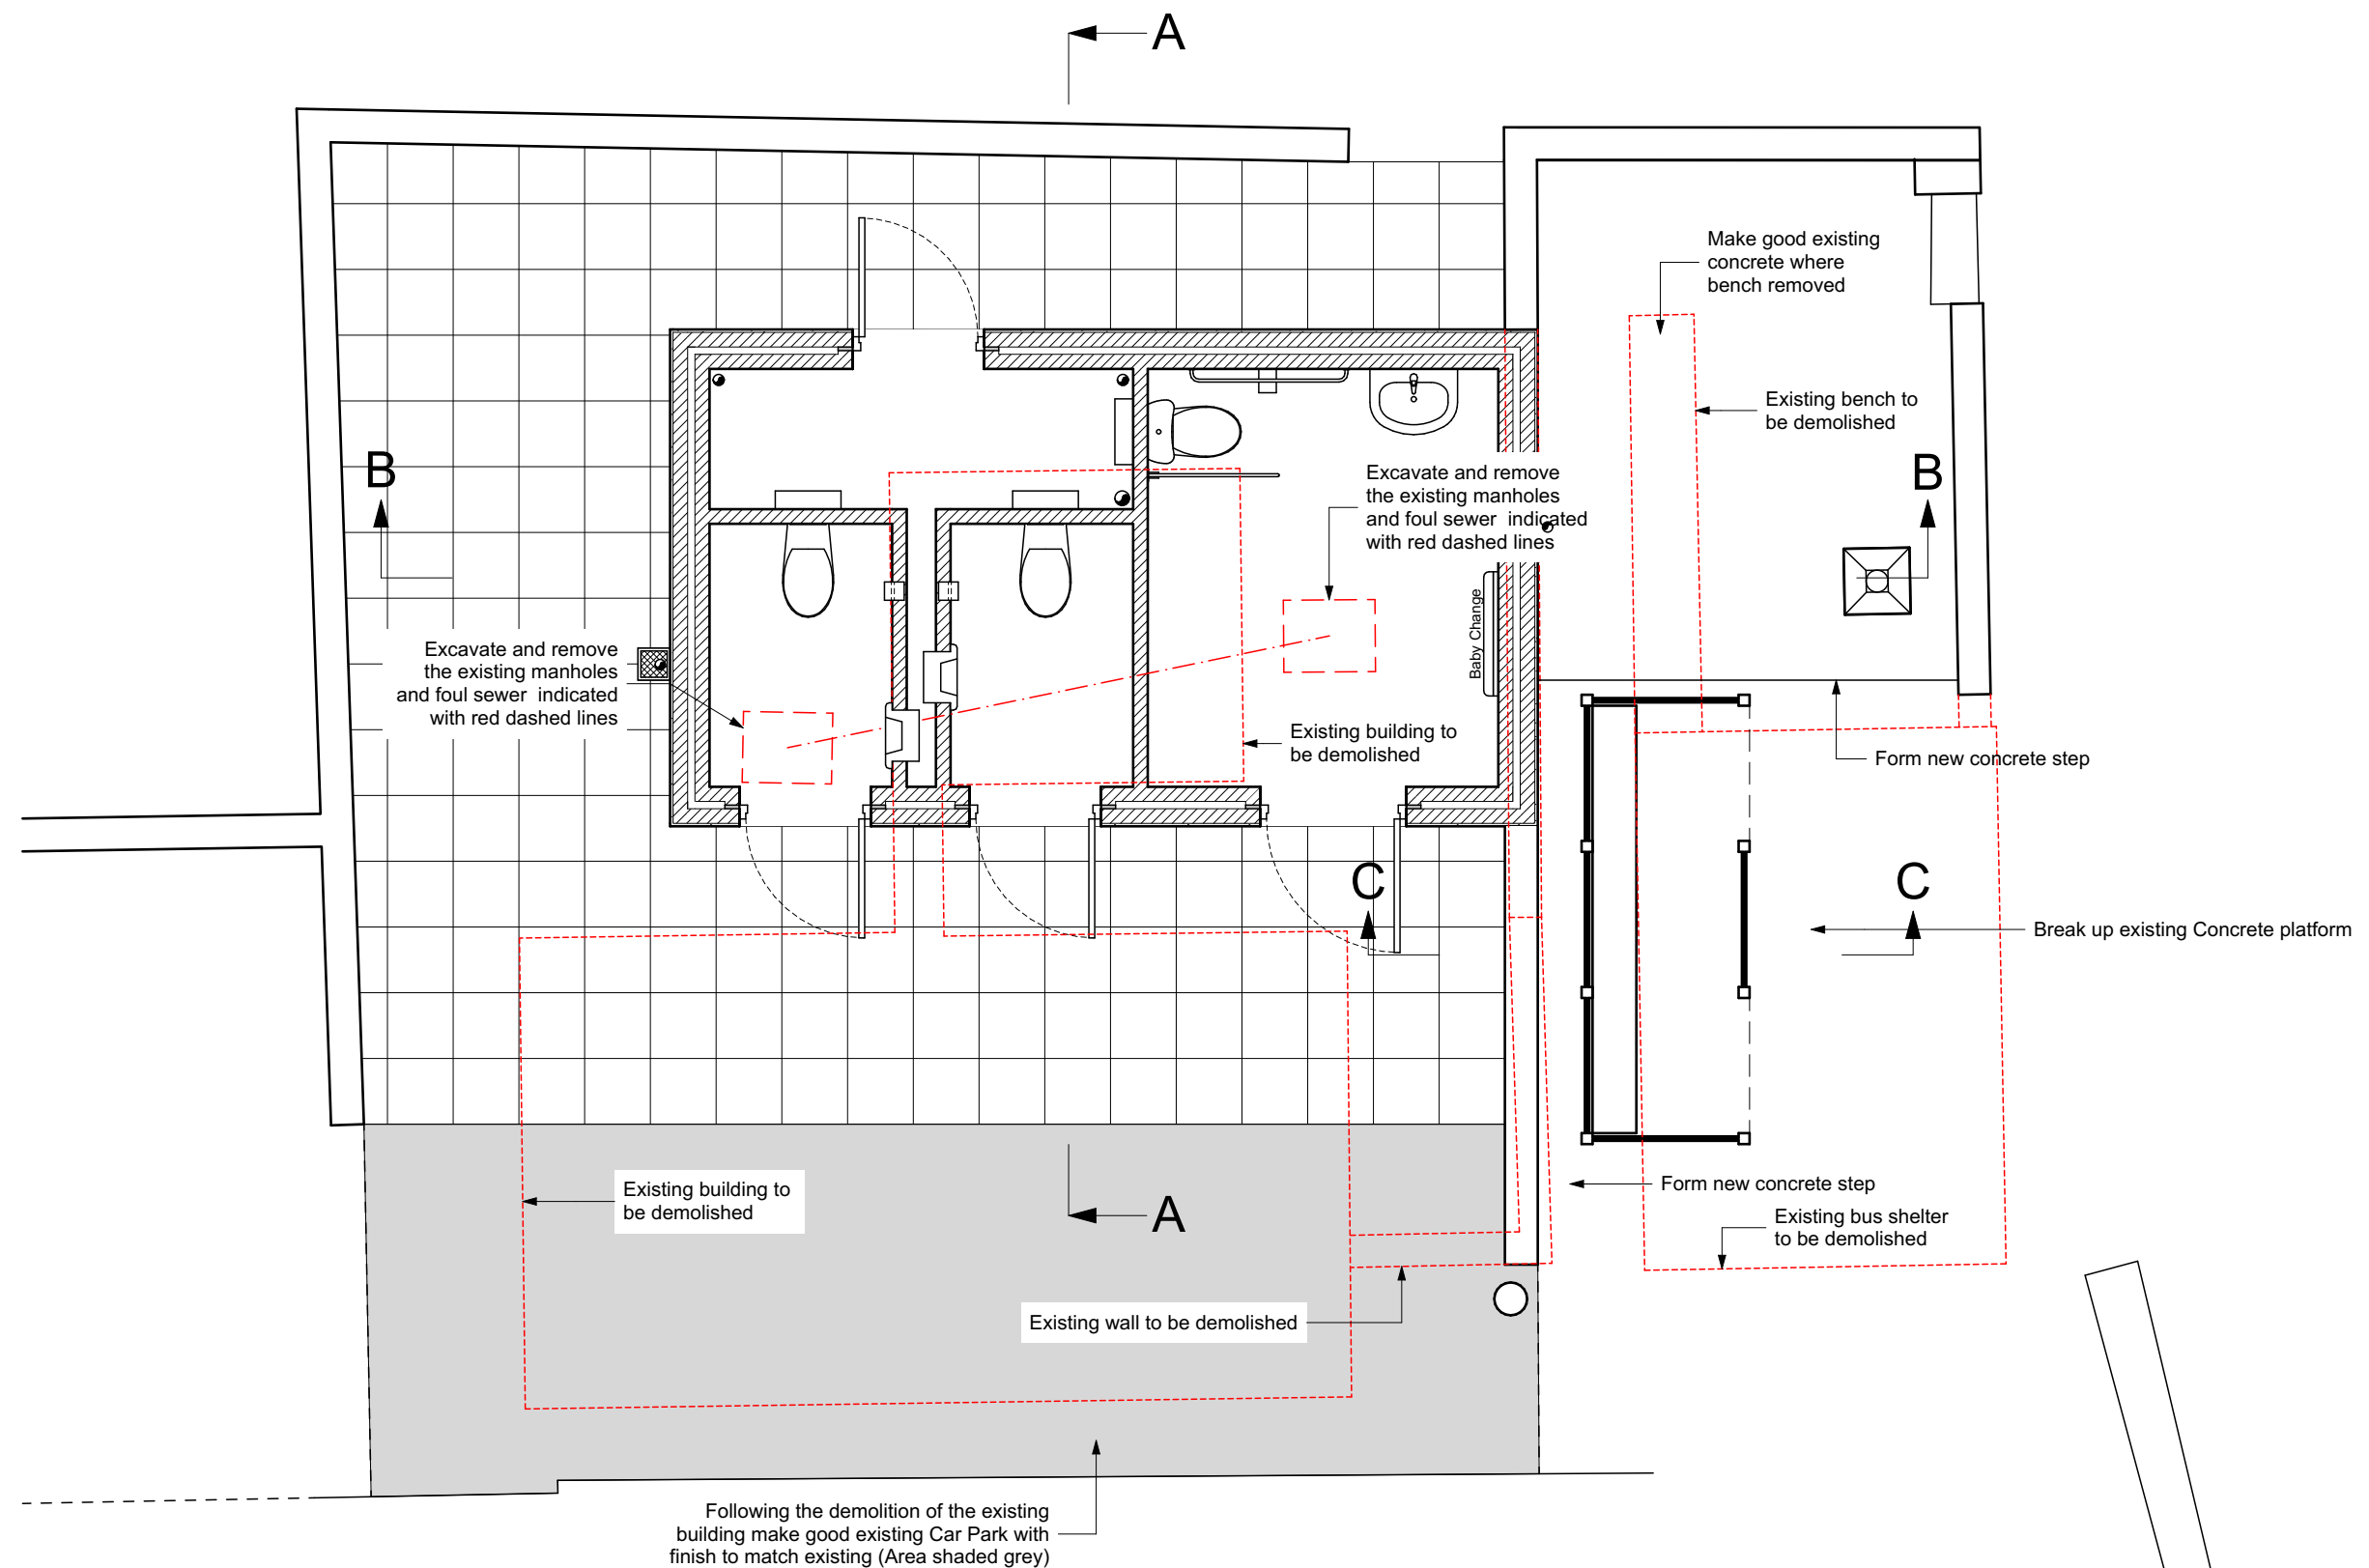 A
Make good existing
concrete where
bench removed
Existing bench to
be demolished
B
B
Excavate and remove
the existing manholes
and foul sewer indicated
with red dashed lines
Baby Change
Excavate and remove
the existing manholes
and foul sewer indicated
with red dashed lines
Existing building to
be demolished
Form new concrete step
C
C
Break up existing Concrete platform
Existing building to
be demolished
A
Form new concrete step
Existing bus shelter
to be demolished
Existing wall to be demolished
Following the demolition of the existing
building make good existing Car Park with
finish to match existing (Area shaded grey)